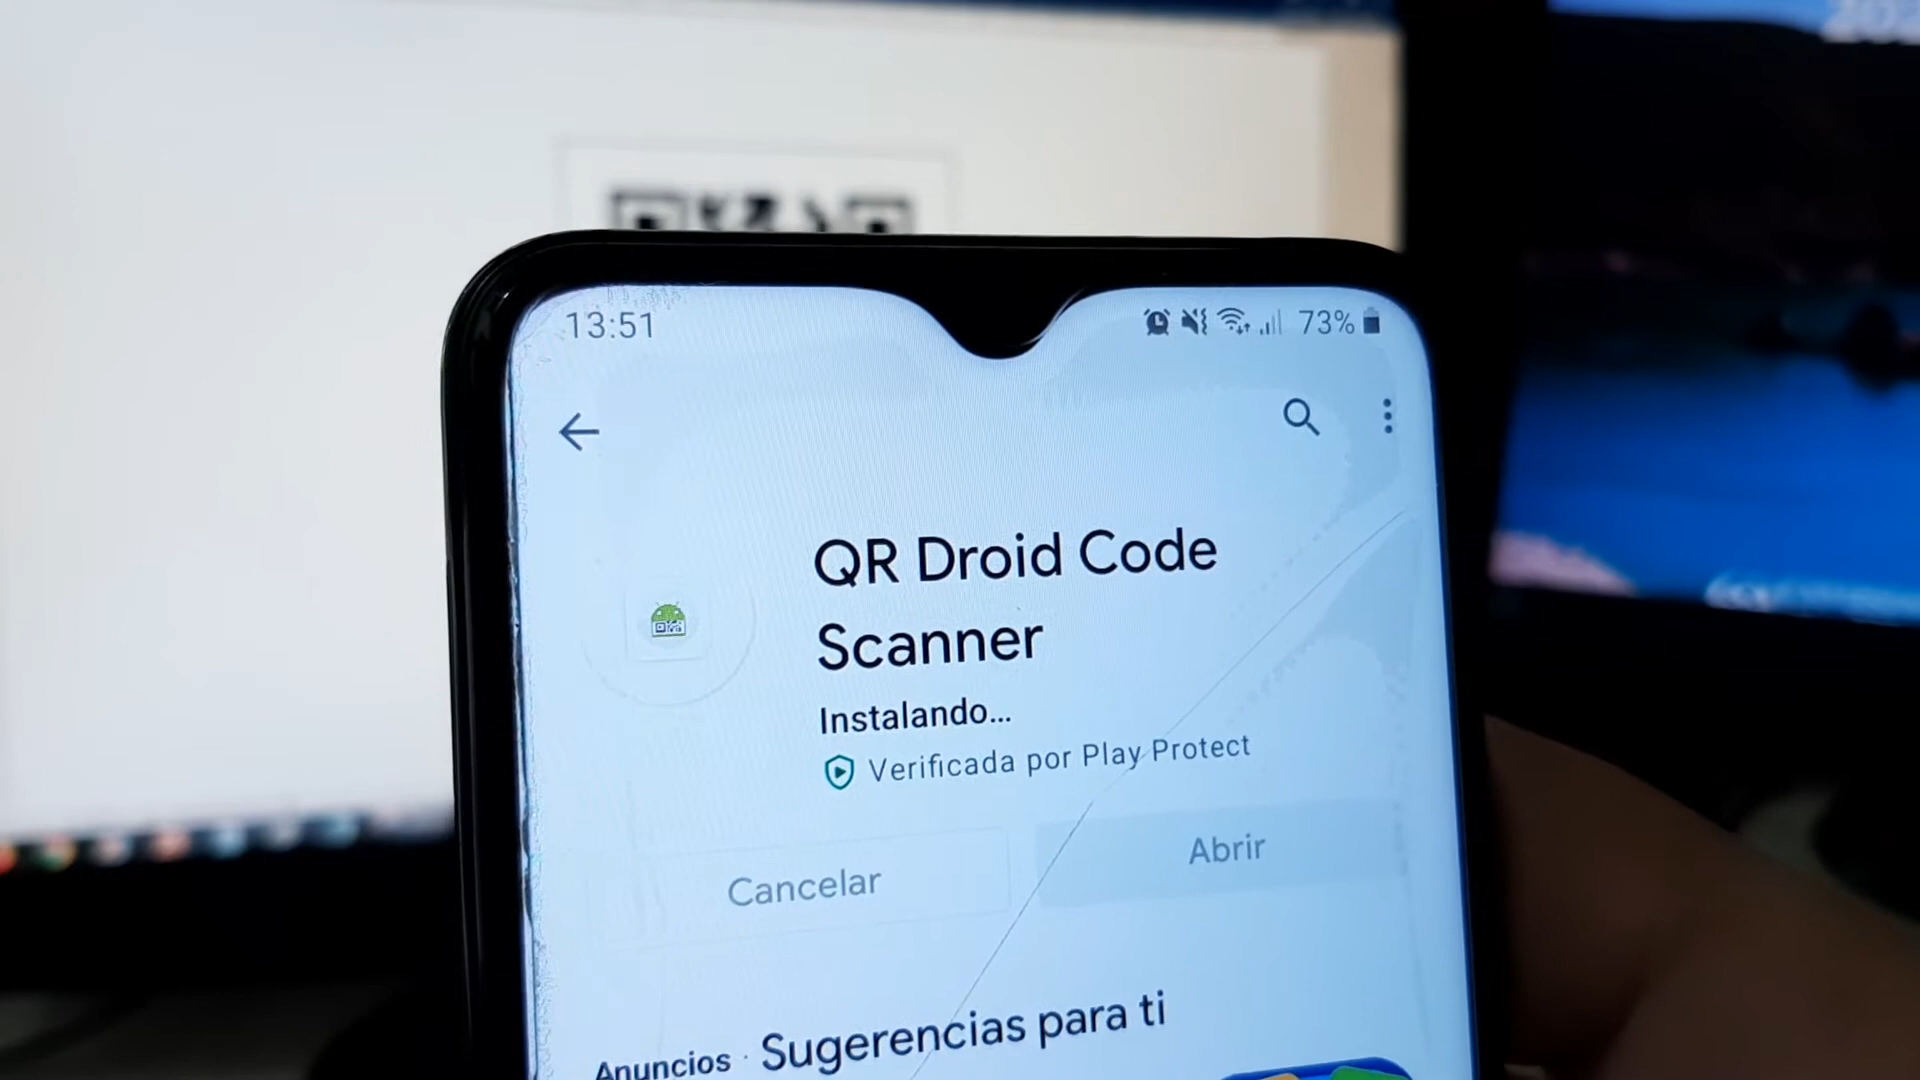 13:51
73%
QR Droid Code
Scanner
Instalando...
Verificada por Play Protect
Cancelar
Abrir
Anuncios · Sugerencias para ti